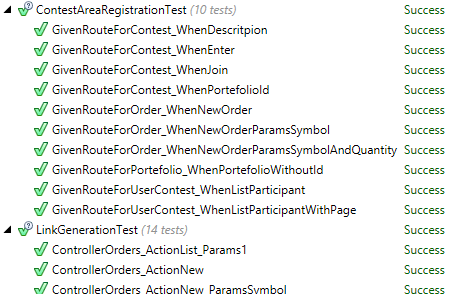 ContestAreaRegistrationTest (10 tests) Success
GivenRouteForContest_WhenDescritpion Success
GivenRouteForContest_WhenEnter Success
GivenRouteForContest_WhenJoin Success
GivenRouteForContest_WhenPortefolioId Success
GivenRouteForOrder_WhenNewOrder Success
GivenRouteForOrder_WhenNewOrderParamsSymbol Success
GivenRouteForOrder_WhenNewOrderParamsSymbolAndQuantity Success
GivenRouteForPortefolio_WhenPortefolioWithoutId Success
GivenRouteForUserContest_WhenListParticipant Success
GivenRouteForUserContest_WhenListParticipantWithPage Success
LinkGenerationTest (14 tests) Success
ControllerOrders_ActionList_Params1 Success
ControllerOrders_ActionNew Success
ControllerOrders_ActionNew_ParamsSymbol Success